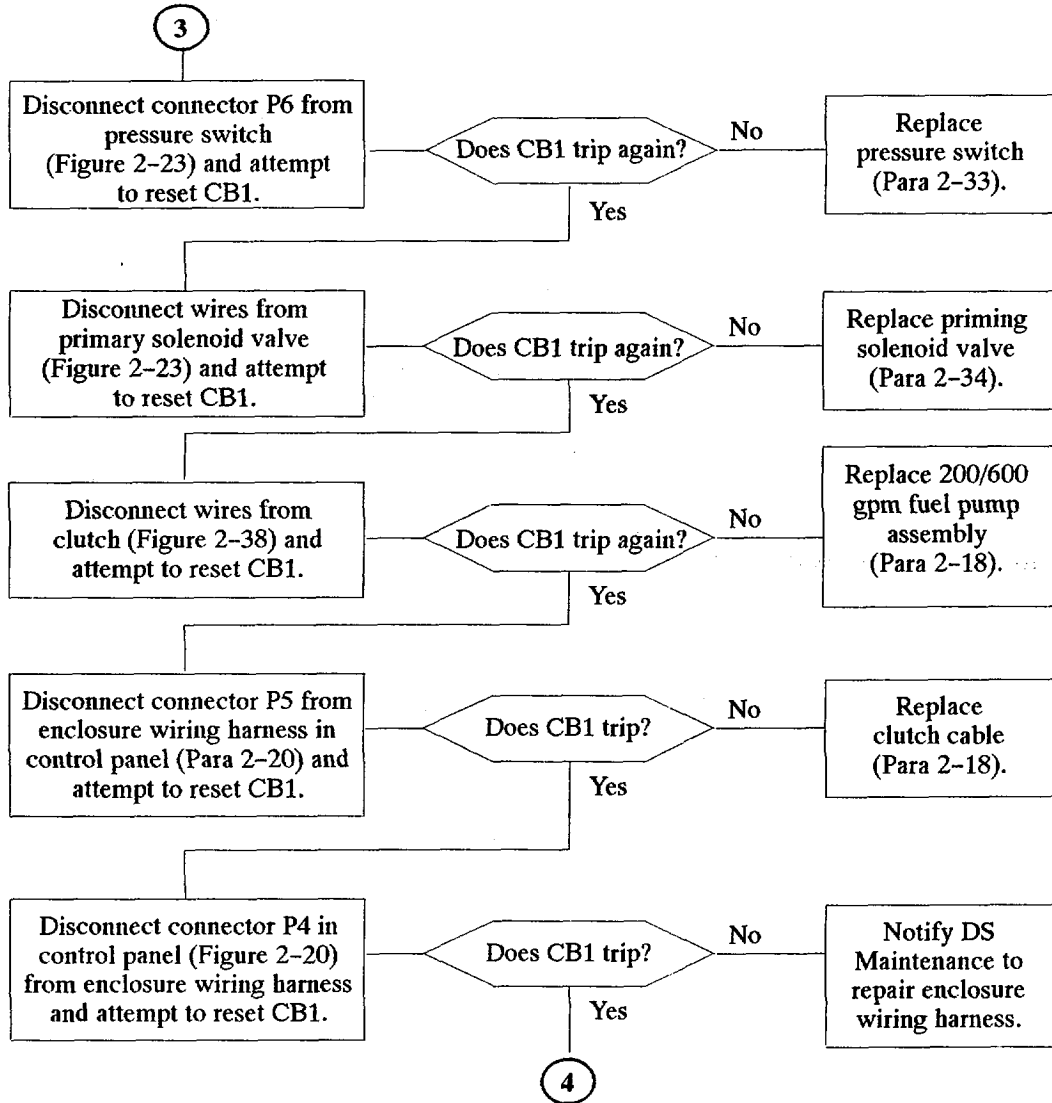 3
Disconnect connector P6 from
pressure switch
(Figure 2–23) and attempt
to reset CB1.
Does CB1 trip again?
No
Replace
pressure switch
(Para 2–33).
Yes
Disconnect wires from
primary solenoid valve
(Figure 2–23) and attempt
to reset CB1.
Does CB1 trip again?
No
Replace priming
solenoid valve
(Para 2–34).
Yes
Disconnect wires from
clutch (Figure 2–38) and
attempt to reset CB1.
Does CB1 trip again?
No
Replace 200/600
gpm fuel pump
assembly
(Para 2–18).
Yes
Disconnect connector P5 from
enclosure wiring harness in
control panel (Para 2–20) and
attempt to reset CB1.
Does CB1 trip?
No
Replace
clutch cable
(Para 2–18).
Yes
Disconnect connector P4 in
control panel (Figure 2–20)
from enclosure wiring harness
and attempt to reset CB1.
Does CB1 trip?
No
Notify DS
Maintenance to
repair enclosure
wiring harness.
Yes
4